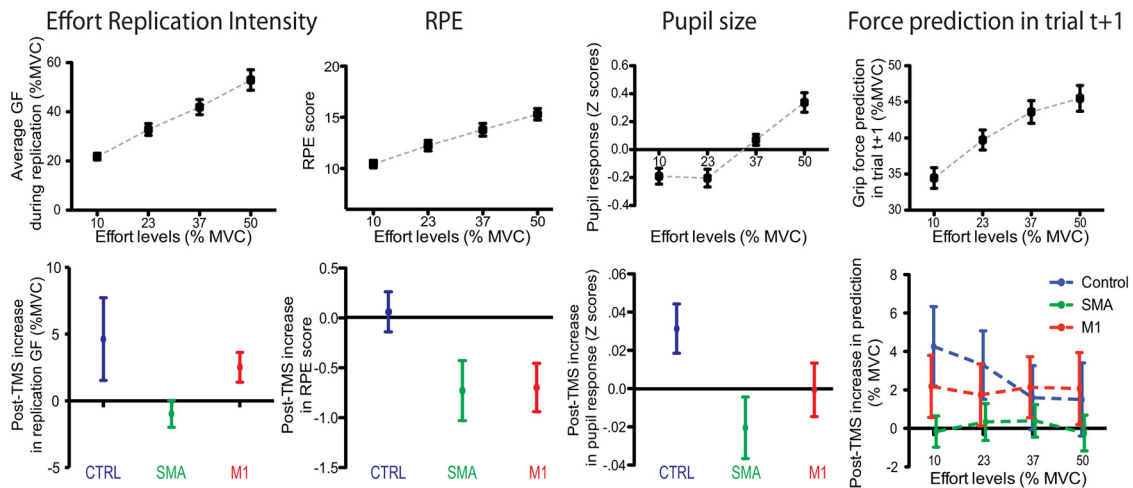 Effort Replication Intensity
RPE
Pupil size
Force prediction in trial t+1
Average GF
during replication (%MVC)
60
40
20
0
10 23 37 50
Effort levels (% MVC)
RPE score
20
15
10
10 23 37 50
Effort levels (% MVC)
Pupil response (Z scores)
0.4
0.2
0.0
-0.2
-0.4
10 23 37 50
Effort levels (% MVC)
Grip force prediction
in trial t+1 (%MVC)
50
45
40
35
30
10 23 37 50
Effort levels (% MVC)
Post-TMS increase
in replication GF (%MVC)
10
5
0
-5
CTRL SMA M1
Post-TMS increase
in RPE score
0.5
0.0
-0.5
-1.0
-1.5
CTRL SMA M1
Post-TMS increase
in pupil response (Z scores)
.06
.04
.02
0.00
-.02
-.04
CTRL SMA M1
Post-TMS increase in prediction
(% MVC)
8
6
4
2
0
-2
Control
SMA
M1
10 23 37 50
Effort levels (% MVC)